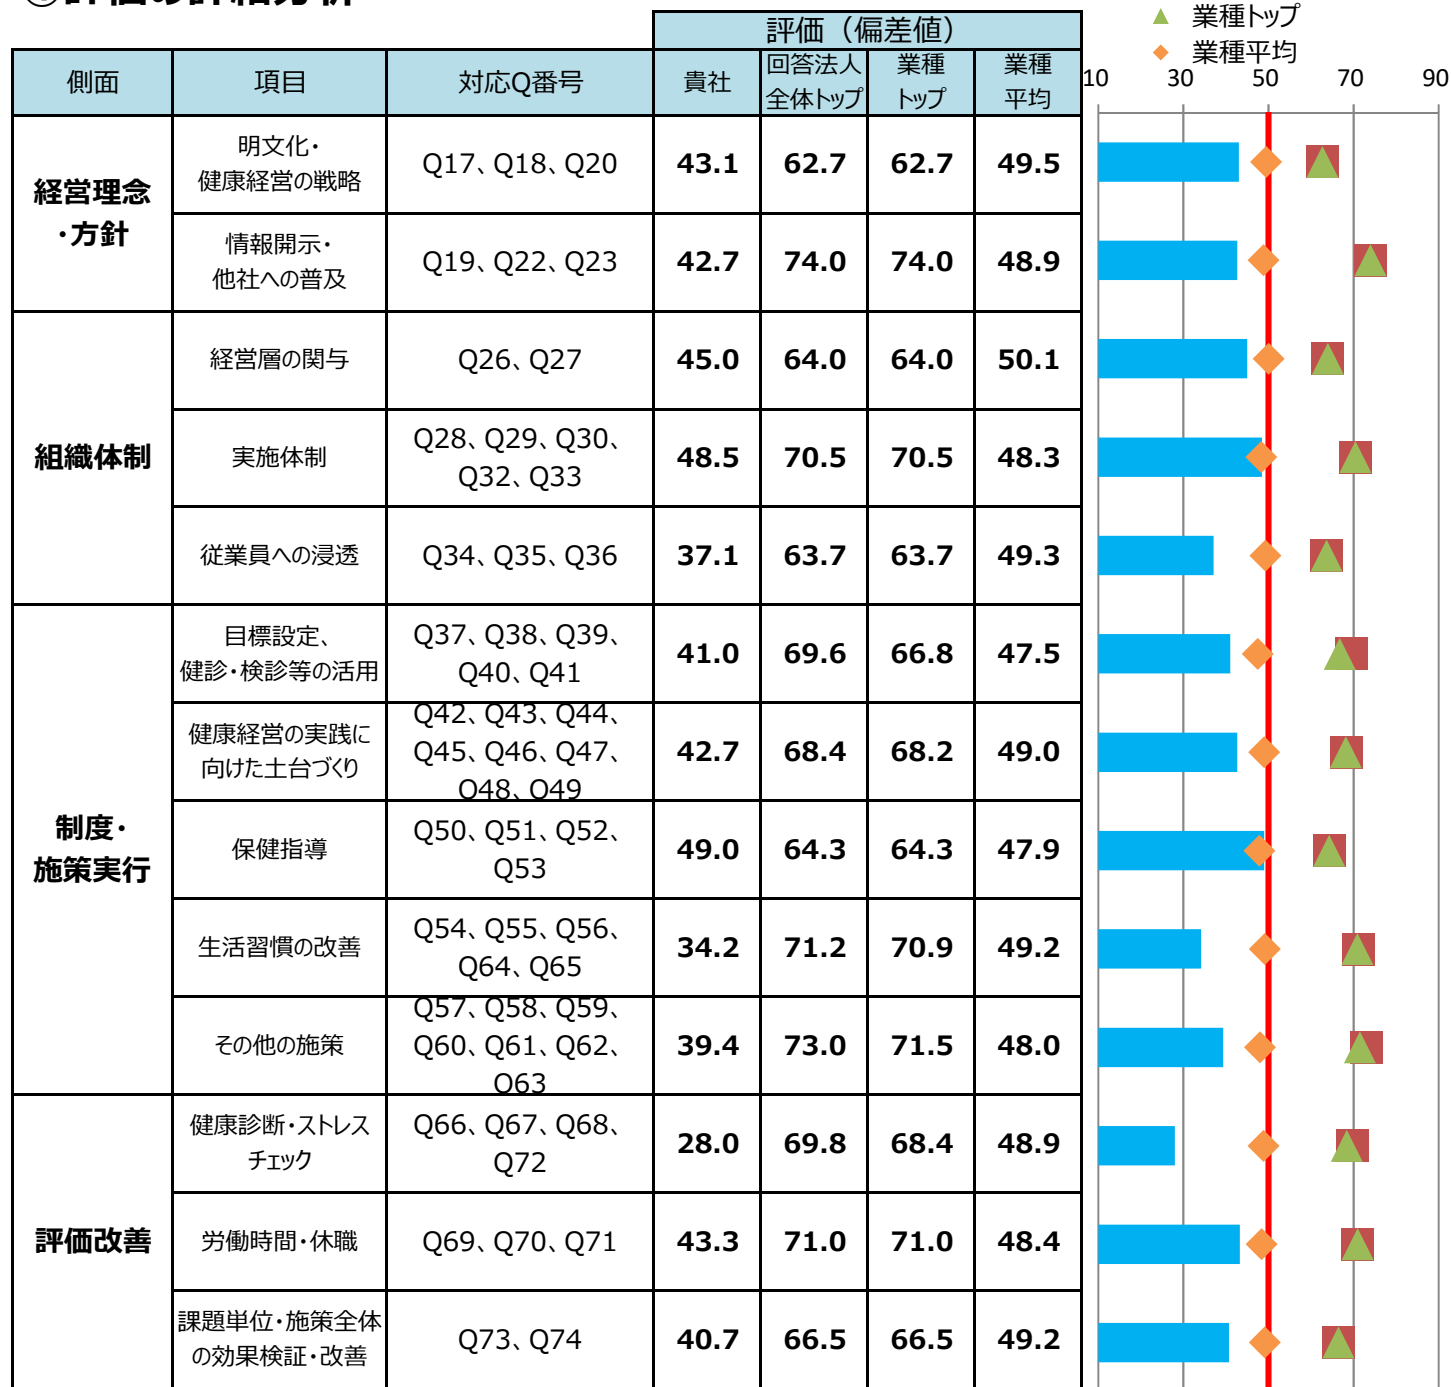 ①評価の詳細分析
業種トップ
業種平均
評価（偏差値）
側面 項目 対応Q番号 貴社 回答法人 全体トップ 業種 トップ 業種 平均
10 30 50 70 90
経営理念
・方針
明文化・
健康経営の戦略
Q17、Q18、Q20 43.1 62.7 62.7 49.5
情報開示・
他社への普及
Q19、Q22、Q23 42.7 74.0 74.0 48.9
組織体制
経営層の関与 Q26、Q27 45.0 64.0 64.0 50.1
実施体制
Q28、Q29、Q30、
Q32、Q33
48.5 70.5 70.5 48.3
従業員への浸透 Q34、Q35、Q36 37.1 63.7 63.7 49.3
制度・
施策実行
目標設定、
健診・検診等の活用
Q37、Q38、Q39、
Q40、Q41
41.0 69.6 66.8 47.5
健康経営の実践に
向けた土台づくり
Q42、Q43、Q44、
Q45、Q46、Q47、
Q48、Q49
42.7 68.4 68.2 49.0
保健指導
Q50、Q51、Q52、
Q53
49.0 64.3 64.3 47.9
生活習慣の改善
Q54、Q55、Q56、
Q64、Q65
34.2 71.2 70.9 49.2
その他の施策
Q57、Q58、Q59、
Q60、Q61、Q62、
Q63
39.4 73.0 71.5 48.0
評価改善
健康診断・ストレス
チェック
Q66、Q67、Q68、
Q72
28.0 69.8 68.4 48.9
労働時間・休職 Q69、Q70、Q71 43.3 71.0 71.0 48.4
課題単位・施策全体
の効果検証・改善
Q73、Q74 40.7 66.5 66.5 49.2